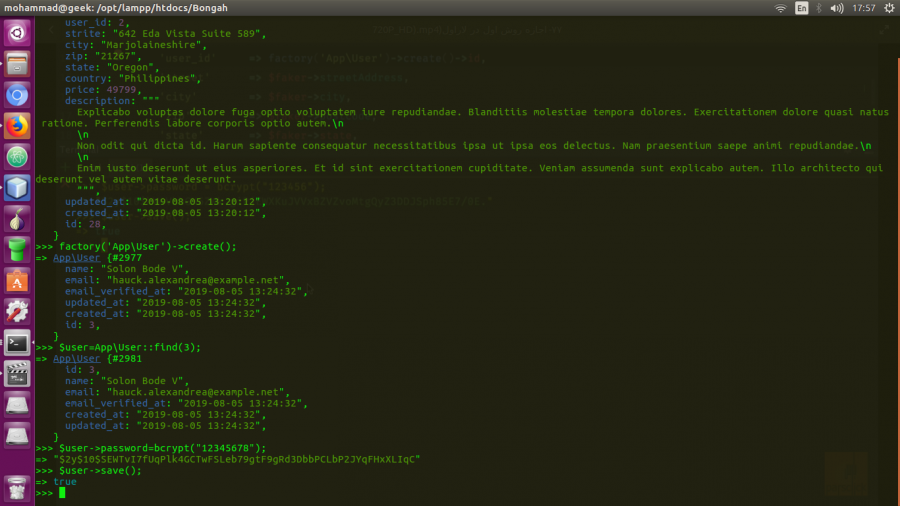 mohammad@geek: /opt/lampp/htdocs/Bongah
En
17:57
user_id: 2,
strite: "642 Eda Vista Suite 589",
city: "Marjolaineshire",
zip: "21267",
state: "Oregon",
country: "Philippines",
price: 49799,
description: """
Explicabo voluptas dolore fuga optio voluptatem iure repudiandae. Blanditiis molestiae tempora dolores. Exercitationem dolore quasi natus
ratione. Perferendis labore corporis optio autem.\n
\n
Non odit qui dicta id. Harum sapiente consequatur necessitatibus ipsa ut ipsa eos delectus. Nam praesentium saepe animi repudiandae.\n
\n
Enim iusto deserunt ut eius asperiores. Et id sint exercitationem cupiditate. Veniam assumenda sunt explicabo autem. Illo architecto qui
deserunt vel autem vitae deserunt.
""",
updated_at: "2019-08-05 13:20:12",
created_at: "2019-08-05 13:20:12",
id: 28,
}
>>> factory('App\User')->create();
=> App\User {#2977
name: "Solon Bode V",
email: "hauck.alexandrea@example.net",
email_verified_at: "2019-08-05 13:24:32",
updated_at: "2019-08-05 13:24:32",
created_at: "2019-08-05 13:24:32",
id: 3,
}
>>> $user=App\User::find(3);
=> App\User {#2981
id: 3,
name: "Solon Bode V",
email: "hauck.alexandrea@example.net",
email_verified_at: "2019-08-05 13:24:32",
created_at: "2019-08-05 13:24:32",
updated_at: "2019-08-05 13:24:32",
}
>>> $user->password=bcrypt("12345678");
=> "$2y$10$SEWTvI7fUqPlk4GCTwFSLeb79gtF9gRd3DbbPCLbP2JYqFHxXLIqC"
>>> $user->save();
=> true
>>>